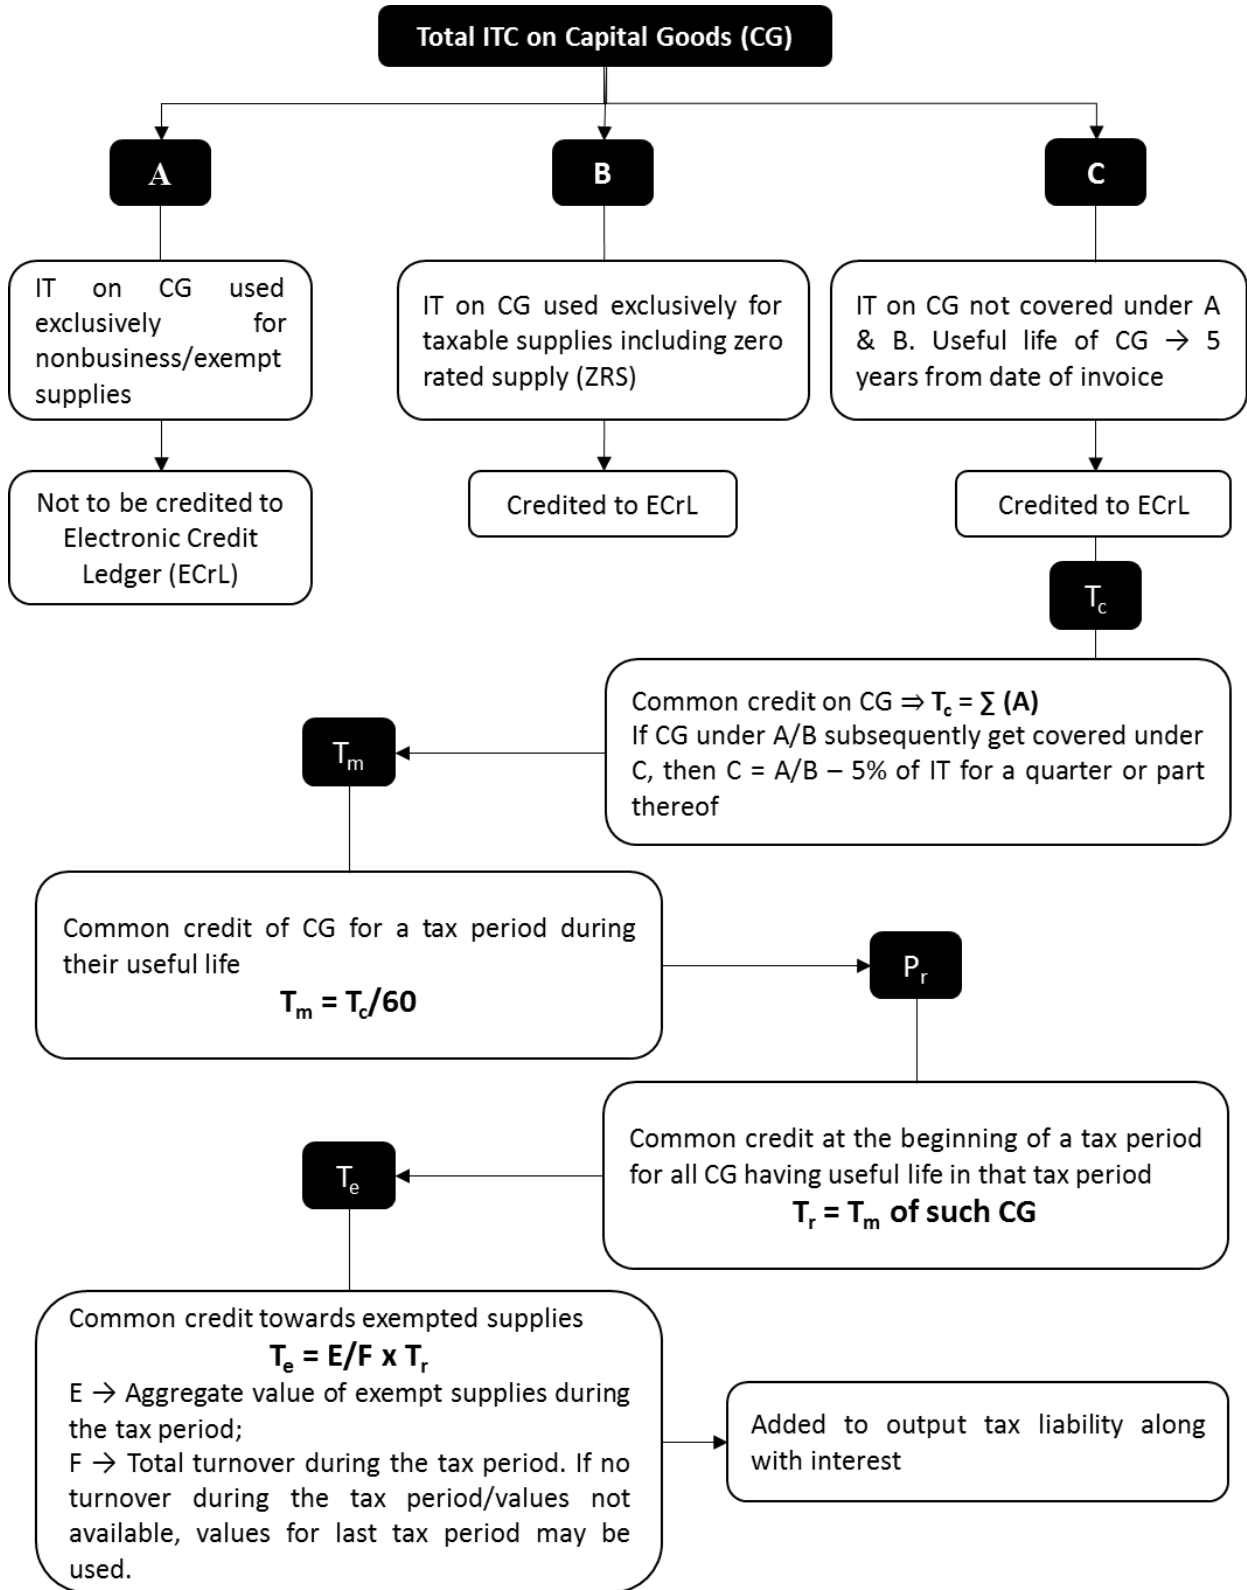 Total ITC on Capital Goods (CG)
A
B
C
IT on CG used
exclusively for
nonbusiness/exempt
supplies
IT on CG used exclusively for
taxable supplies including zero
rated supply (ZRS)
IT on CG not covered under A
& B. Useful life of CG → 5
years from date of invoice
Not to be credited to
Electronic Credit
Ledger (ECrL)
Credited to ECrL
Credited to ECrL
Tc
Common credit on CG ⇒ Tc = ∑ (A)
If CG under A/B subsequently get covered under
C, then C = A/B – 5% of IT for a quarter or part
thereof
Tm
Common credit of CG for a tax period during
their useful life
Tm = Tc/60
Pr
Common credit at the beginning of a tax period
for all CG having useful life in that tax period
Tr = Tm of such CG
Te
Common credit towards exempted supplies
Te = E/F x Tr
E → Aggregate value of exempt supplies during
the tax period;
F → Total turnover during the tax period. If no
turnover during the tax period/values not
available, values for last tax period may be
used.
Added to output tax liability along
with interest